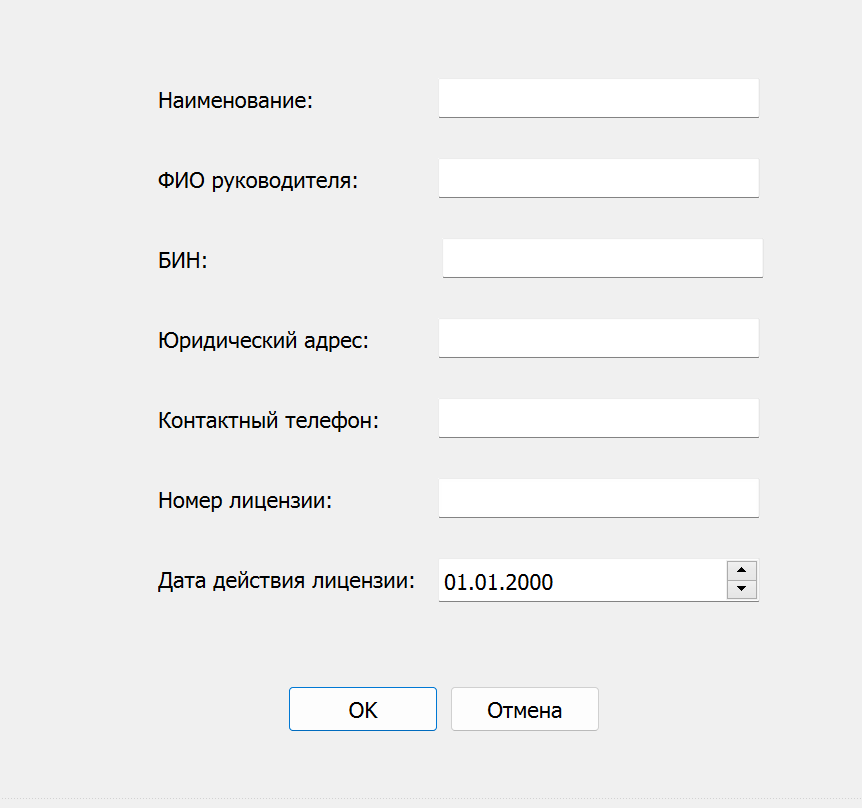 Наименование:
ФИО руководителя:
БИН:
Юридический адрес:
Контактный телефон:
Номер лицензии:
Дата действия лицензии: 01.01.2000
OK Отмена